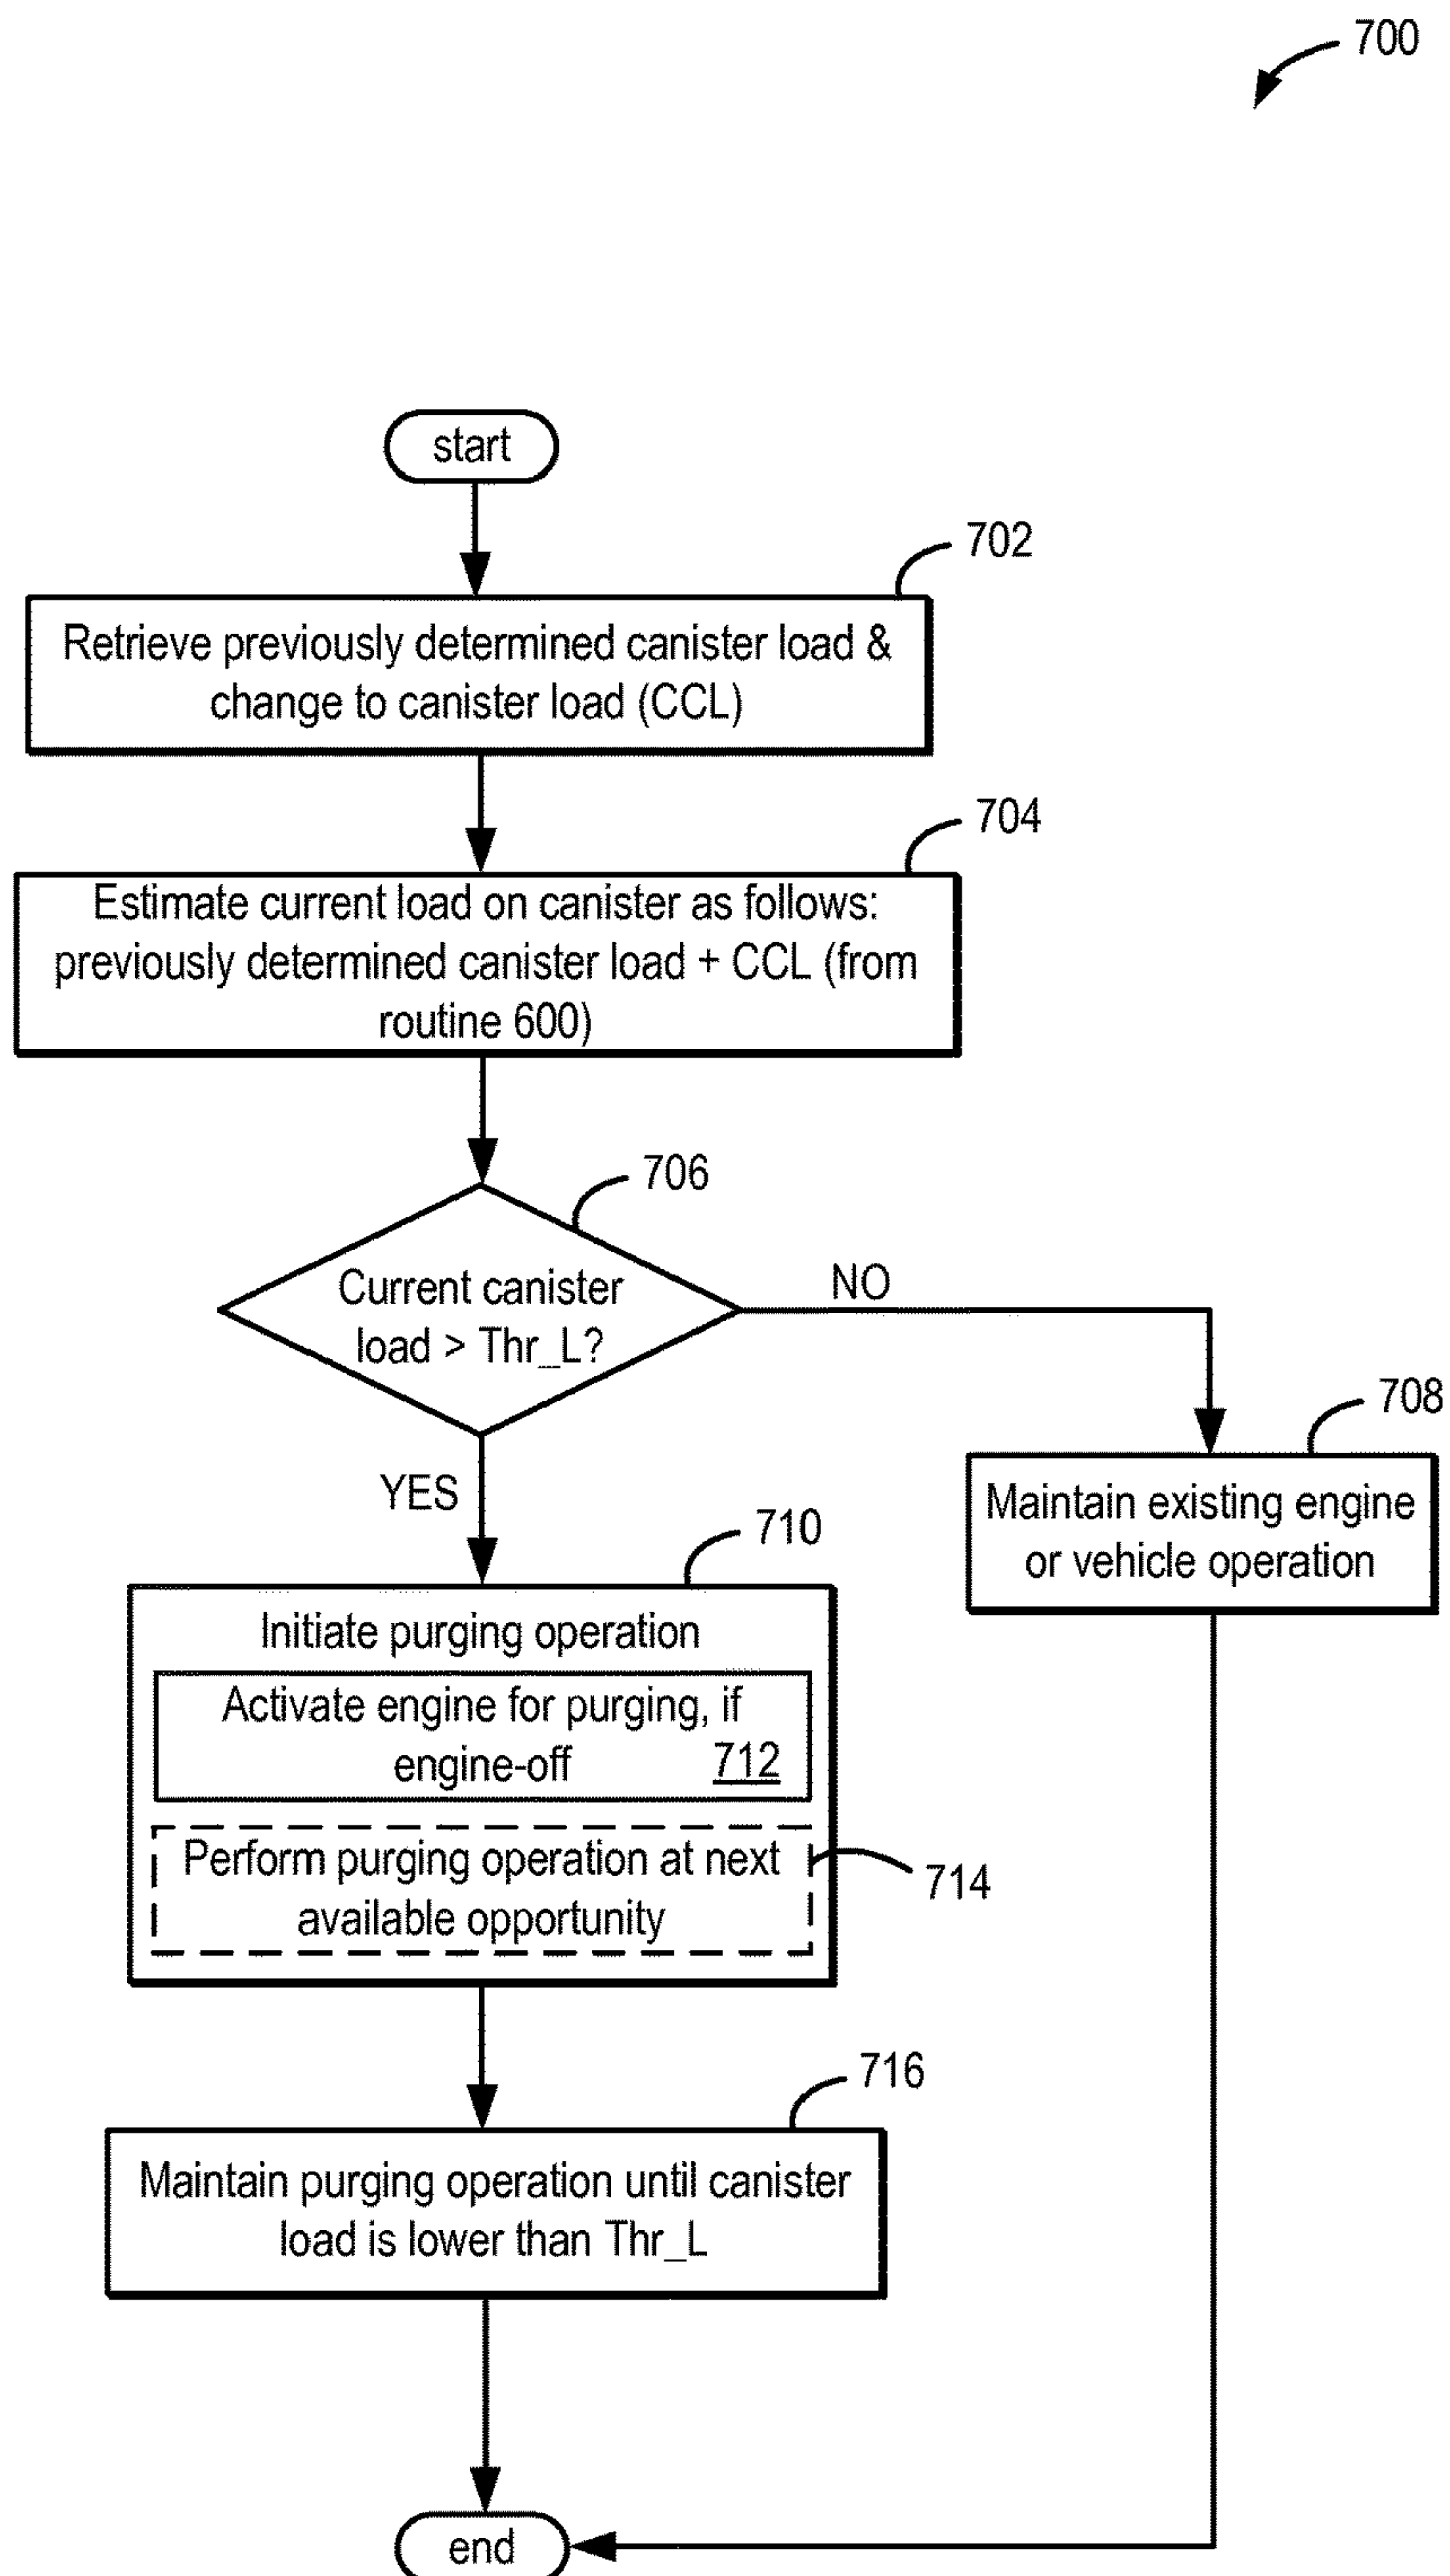 700
start
702
Retrieve previously determined canister load &
change to canister load (CCL)
704
Estimate current load on canister as follows:
previously determined canister load + CCL (from
routine 600)
706
Current canister
load > Thr_L?
NO
YES
708
Maintain existing engine
or vehicle operation
710
Initiate purging operation
Activate engine for purging, if
engine-off 712
Perform purging operation at next
available opportunity
714
716
Maintain purging operation until canister
load is lower than Thr_L
end